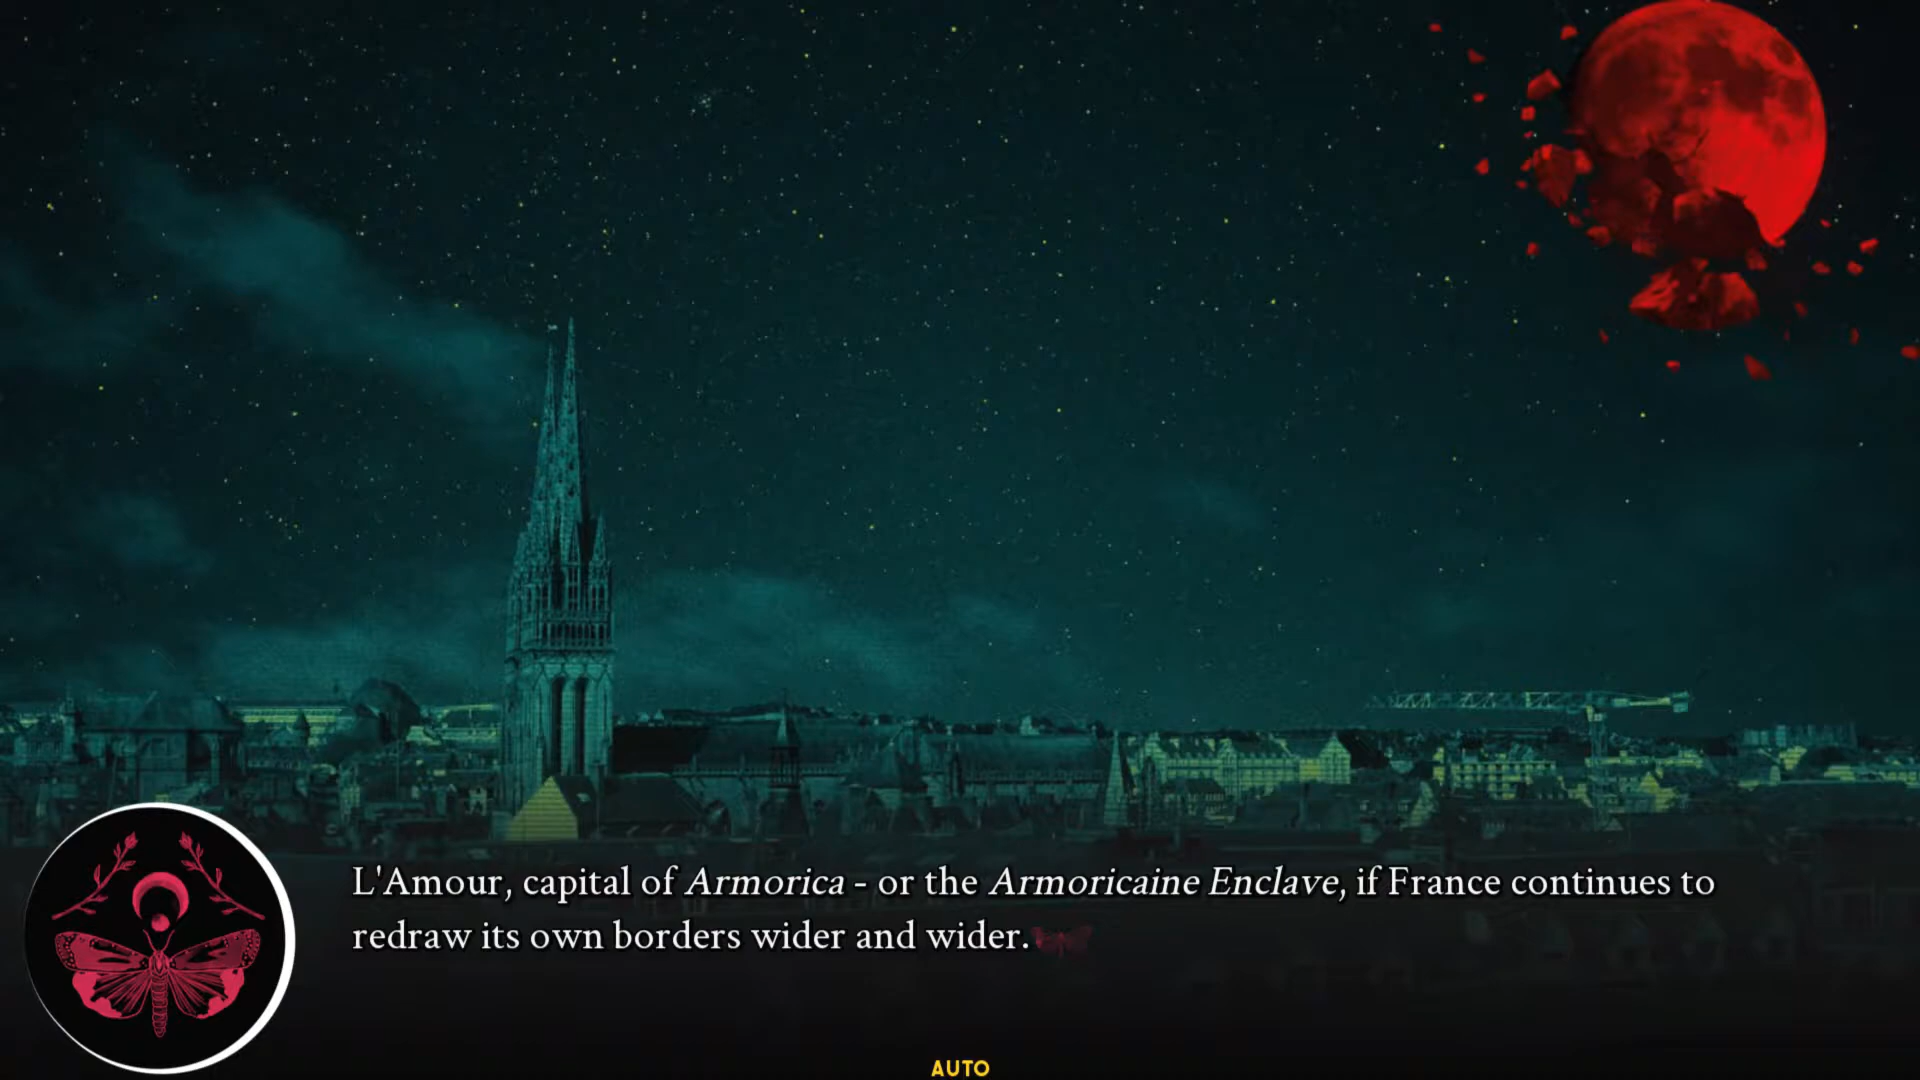 L'Amour, capital of Armorica - or the Armoricaine Enclave, if France continues to
redraw its own borders wider and wider.
AUTO